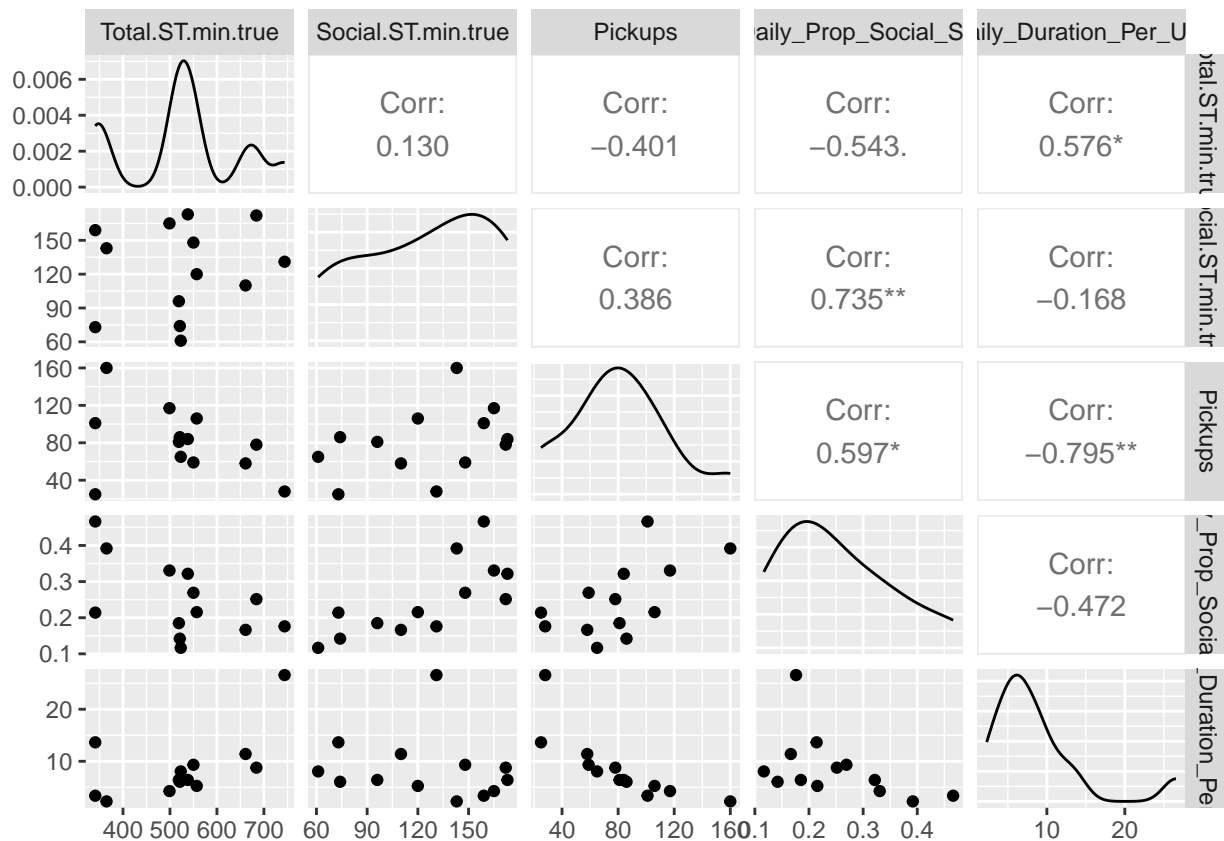 Total.ST.min.true Social.ST.min.true Pickups aily_Prop_Social_S ily_Duration_Per_U
0.006
0.004
0.002
0.000
Corr:
0.130
Corr:
−0.401
Corr:
−0.543.
Corr:
0.576*
otal.ST.min.tru
150
120
90
60
Corr:
0.386
Corr:
0.735**
Corr:
−0.168
cial.ST.min.tr
160
120
80
40
Corr:
0.597*
Corr:
−0.795**
Pickups
0.4
0.3
0.2
0.1
Corr:
−0.472
_Prop_Socia
20
10
_Duration_Pe
400 500 600 700
60 90 120 150
40 80 120 160
0.1 0.2 0.3 0.4
10 20